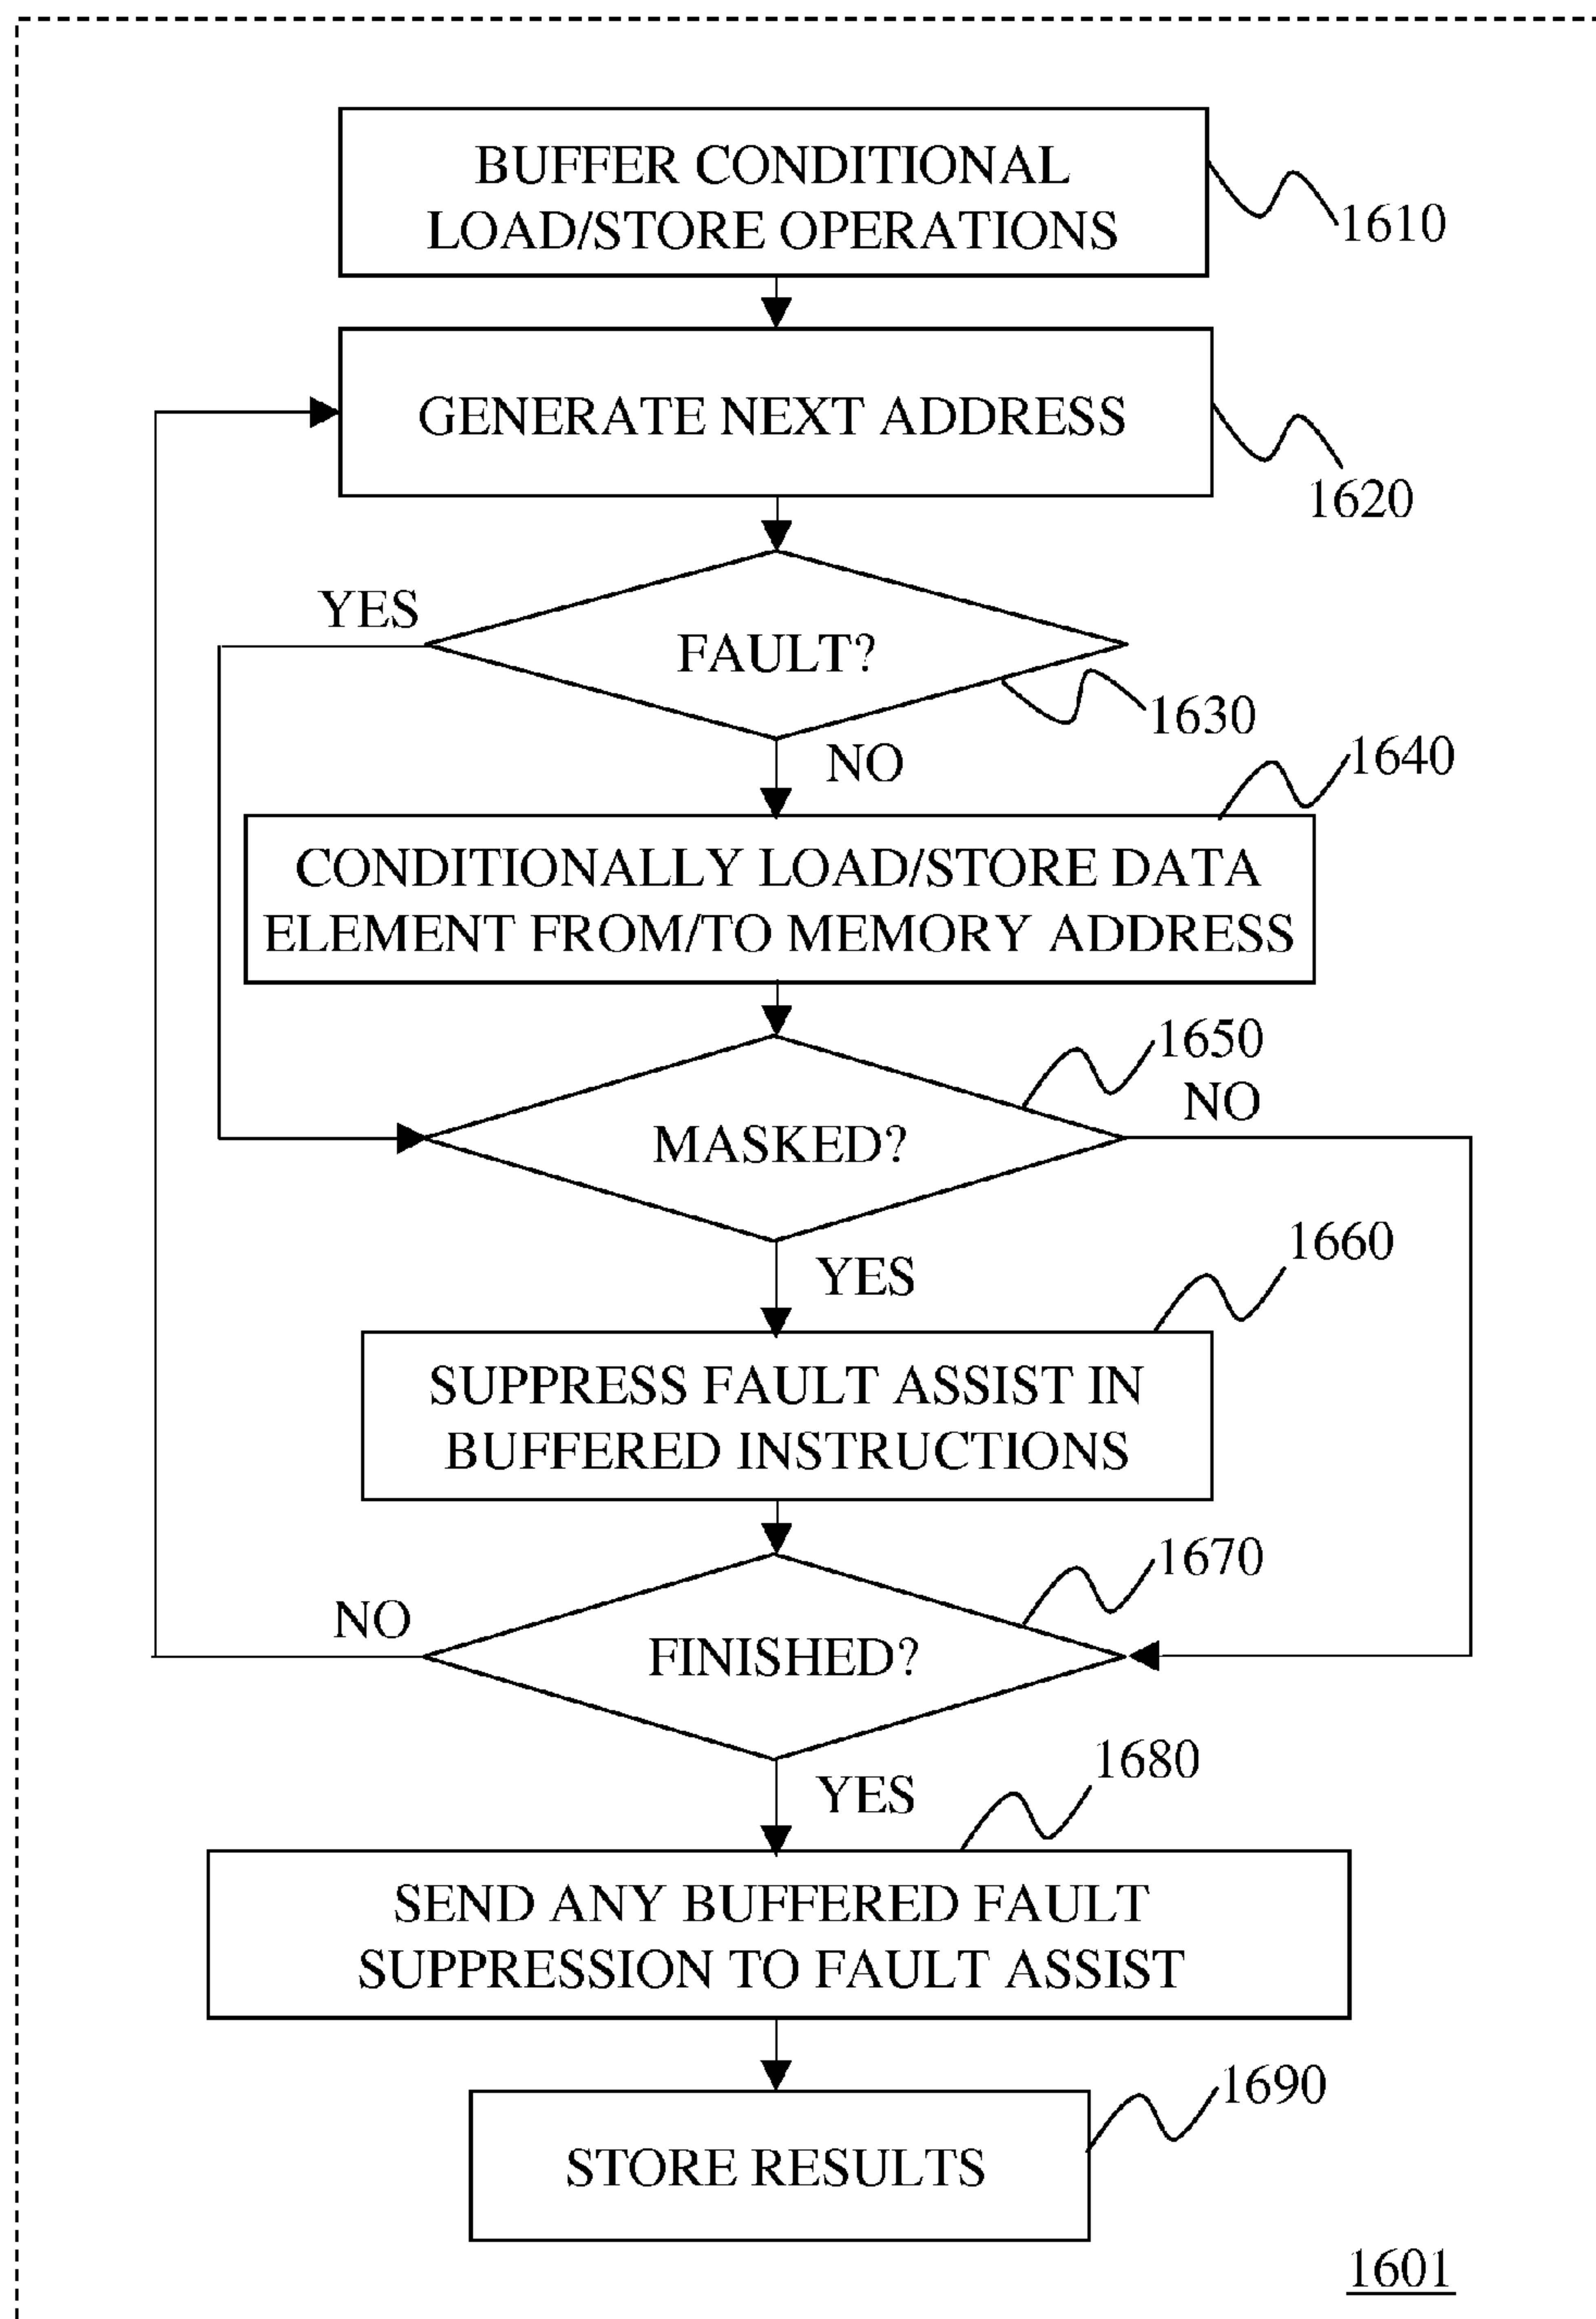 BUFFER CONDITIONAL
LOAD/STORE OPERATIONS
1610
GENERATE NEXT ADDRESS
1620
YES
FAULT?
1630
NO
1640
CONDITIONALLY LOAD/STORE DATA
ELEMENT FROM/TO MEMORY ADDRESS
1650
NO
MASKED?
1660
YES
SUPPRESS FAULT ASSIST IN
BUFFERED INSTRUCTIONS
1670
NO
FINISHED?
1680
YES
SEND ANY BUFFERED FAULT
SUPPRESSION TO FAULT ASSIST
1690
STORE RESULTS
1601